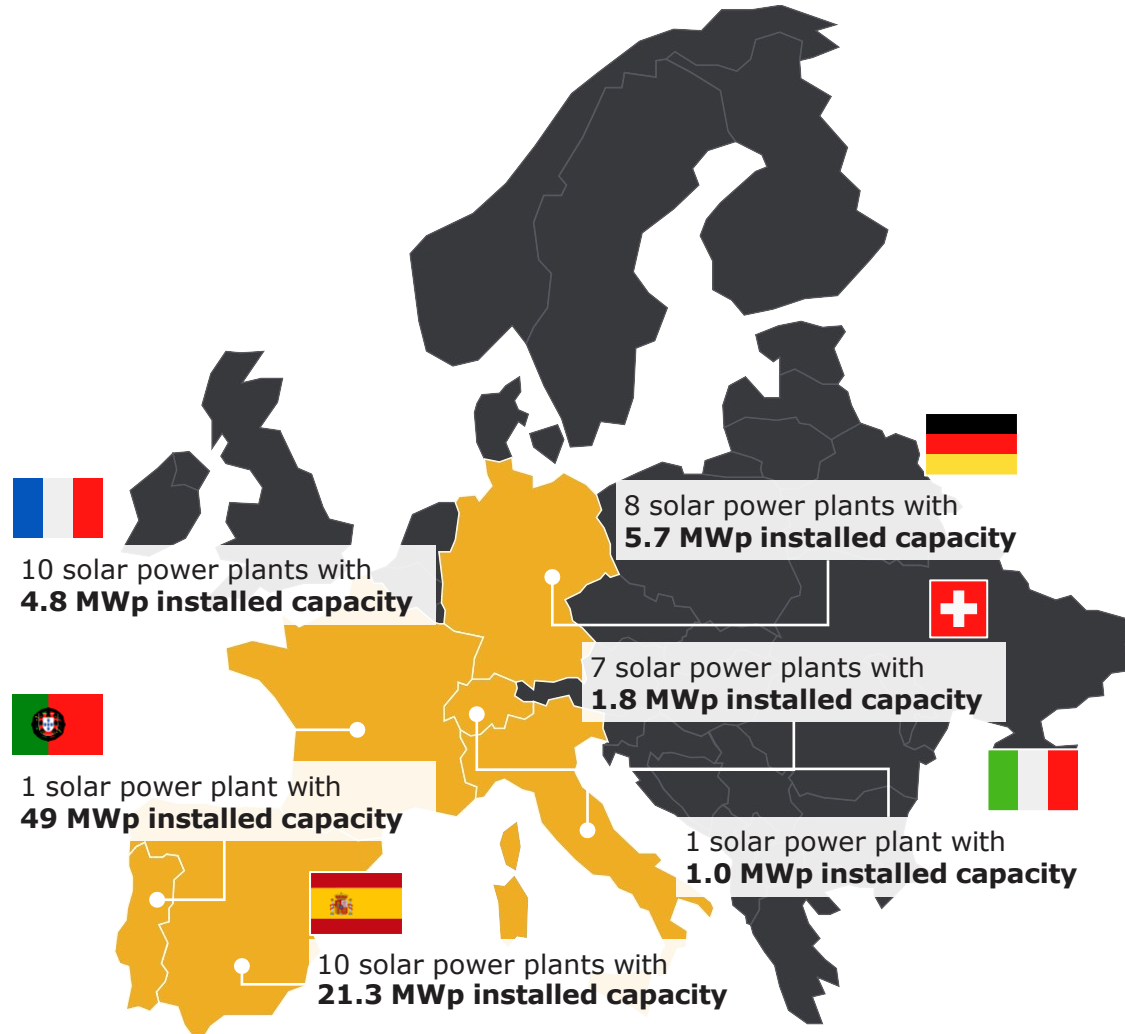 8 solar power plants with
5.7 MWp installed capacity
10 solar power plants with
4.8 MWp installed capacity
7 solar power plants with
1.8 MWp installed capacity
1 solar power plant with
49 MWp installed capacity
1 solar power plant with
1.0 MWp installed capacity
10 solar power plants with
21.3 MWp installed capacity